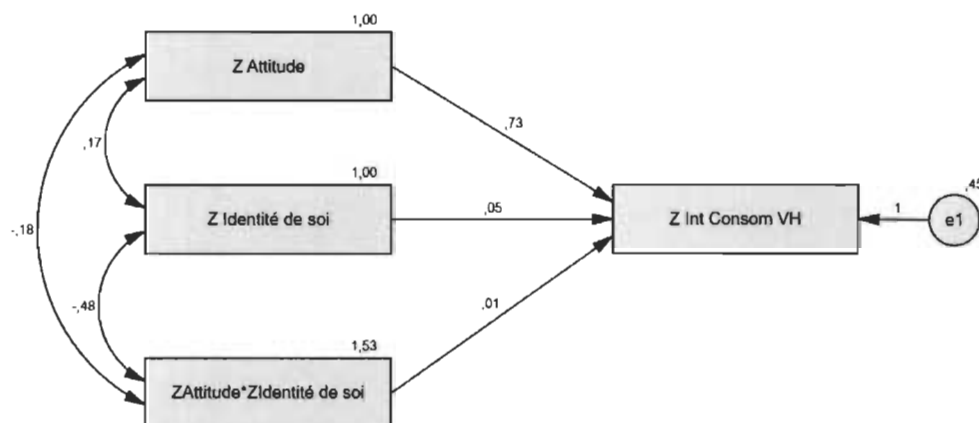 1,00
Z Attitude
,73
,17
1,00
,45
-,18
Z Identité de soi
,05
Z Int Consom VH
1
e1
-,48
,01
1,53
ZAttitude*ZIdentité de soi